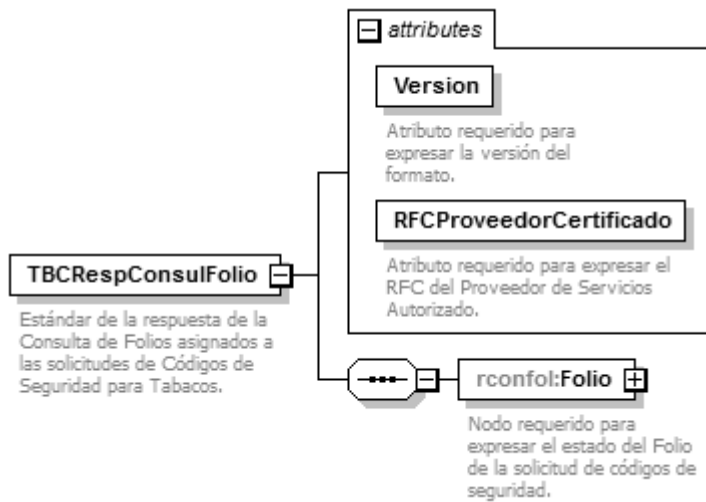 attributes
Version
Atributo requerido para
expresar la versión del
formato.
RFCProveedorCertificado
Atributo requerido para expresar el
RFC del Proveedor de Servicios
Autorizado.
TBCRespConsulFolio
Estándar de la respuesta de la
Consulta de Folios asignados a
las solicitudes de Códigos de
Seguridad para Tabacos.
rconfol:Folio
Nodo requerido para
expresar el estado del Folio
de la solicitud de códigos de
seguridad.